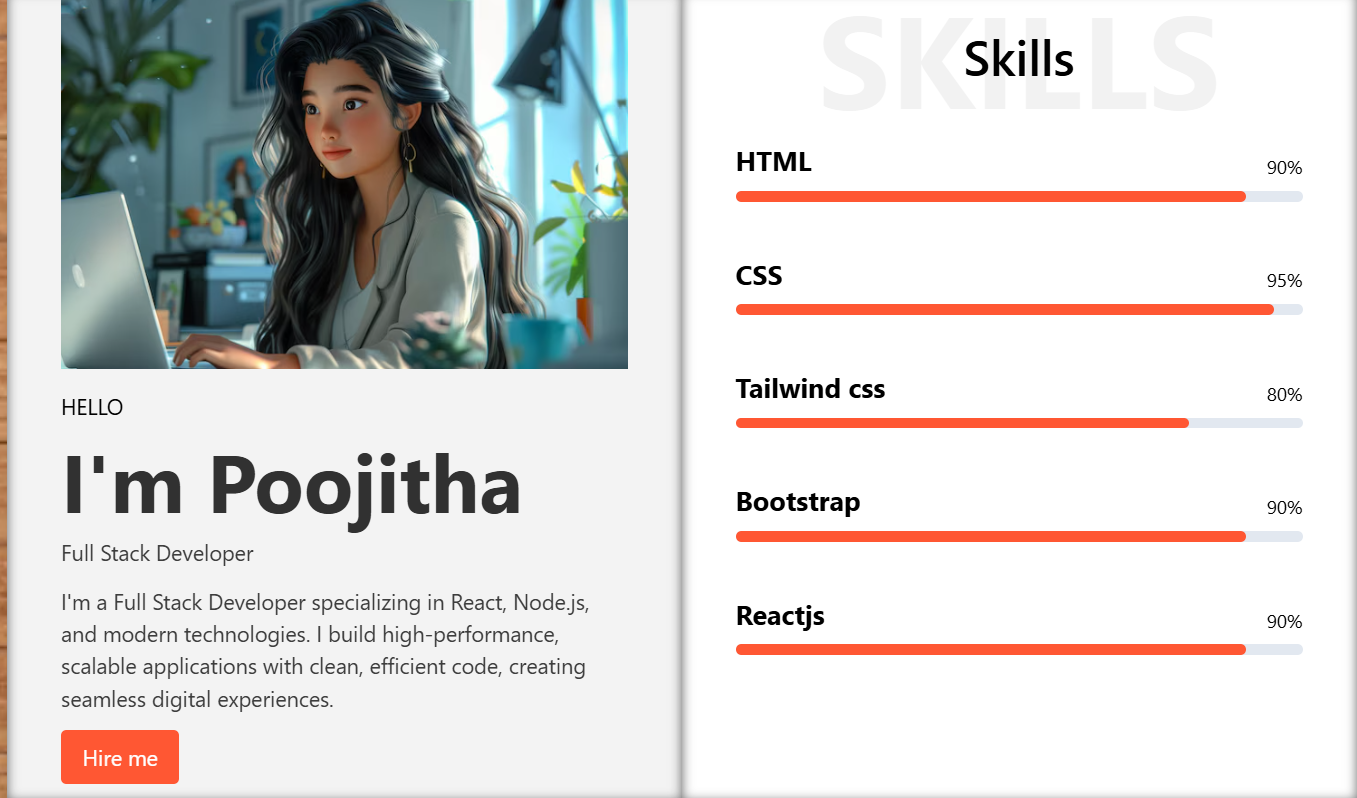 HELLO
I'm Poojitha
Full Stack Developer
I'm a Full Stack Developer specializing in React, Node.js,
and modern technologies. I build high-performance,
scalable applications with clean, efficient code, creating
seamless digital experiences.
Hire me
SKILLS
Skills
HTML 90%
CSS 95%
Tailwind css 80%
Bootstrap 90%
Reactjs 90%